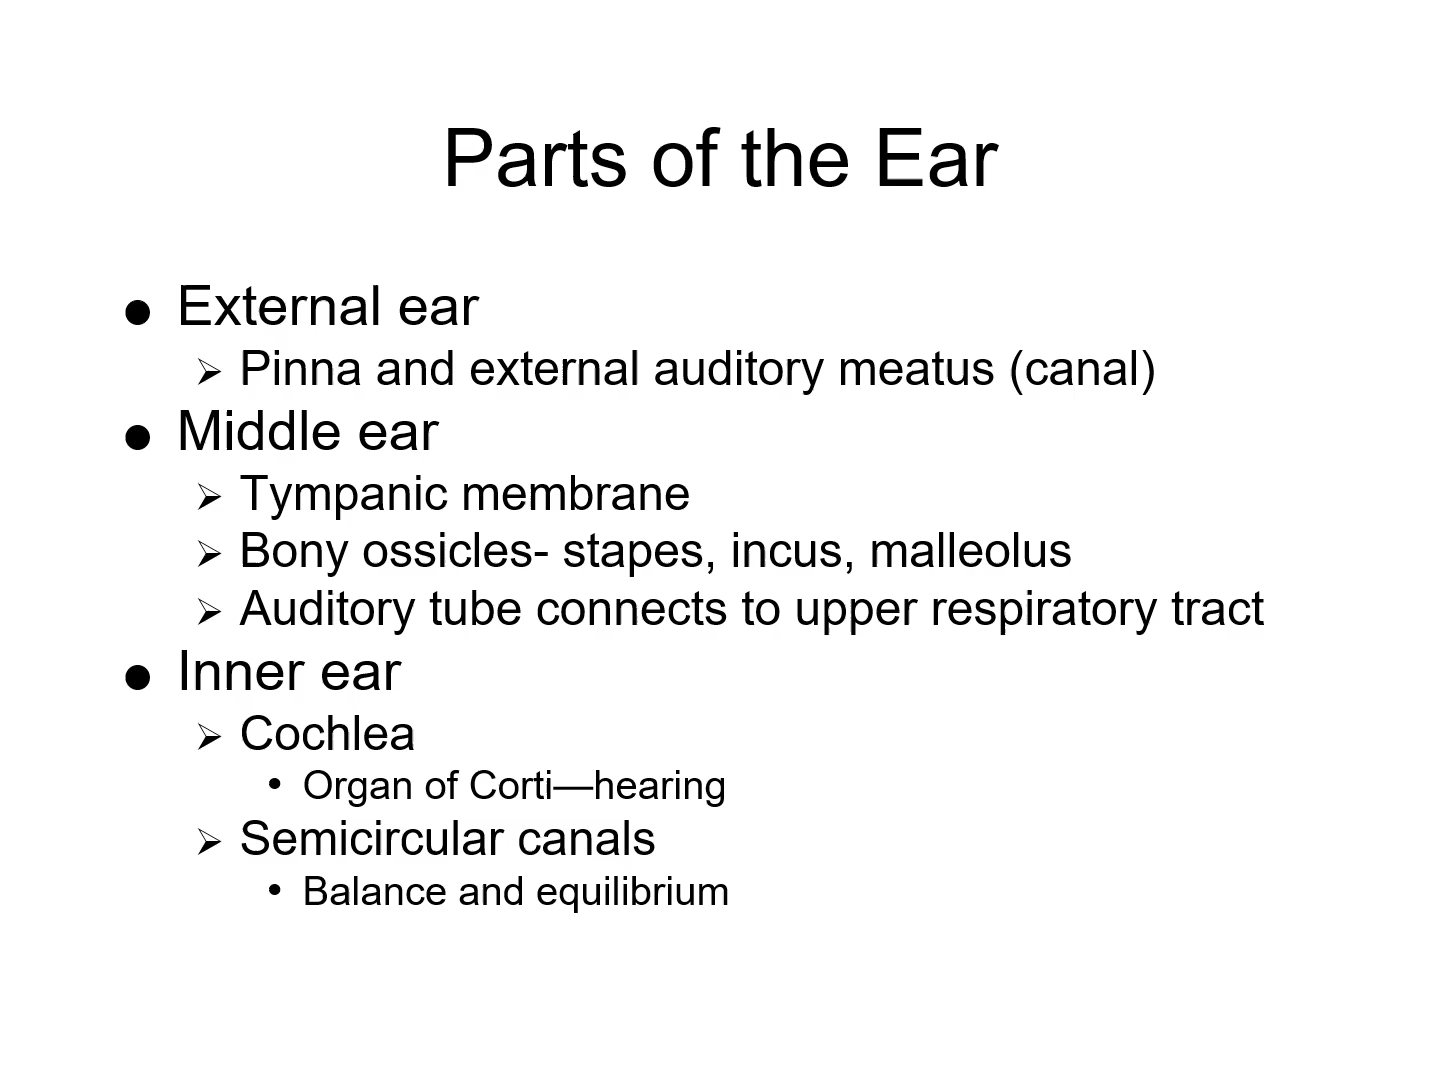 Parts of the Ear
● External ear
➢ Pinna and external auditory meatus (canal)
● Middle ear
➢ Tympanic membrane
➢ Bony ossicles- stapes, incus, malleolus
➢ Auditory tube connects to upper respiratory tract
● Inner ear
➢ Cochlea
• Organ of Corti—hearing
➢ Semicircular canals
• Balance and equilibrium